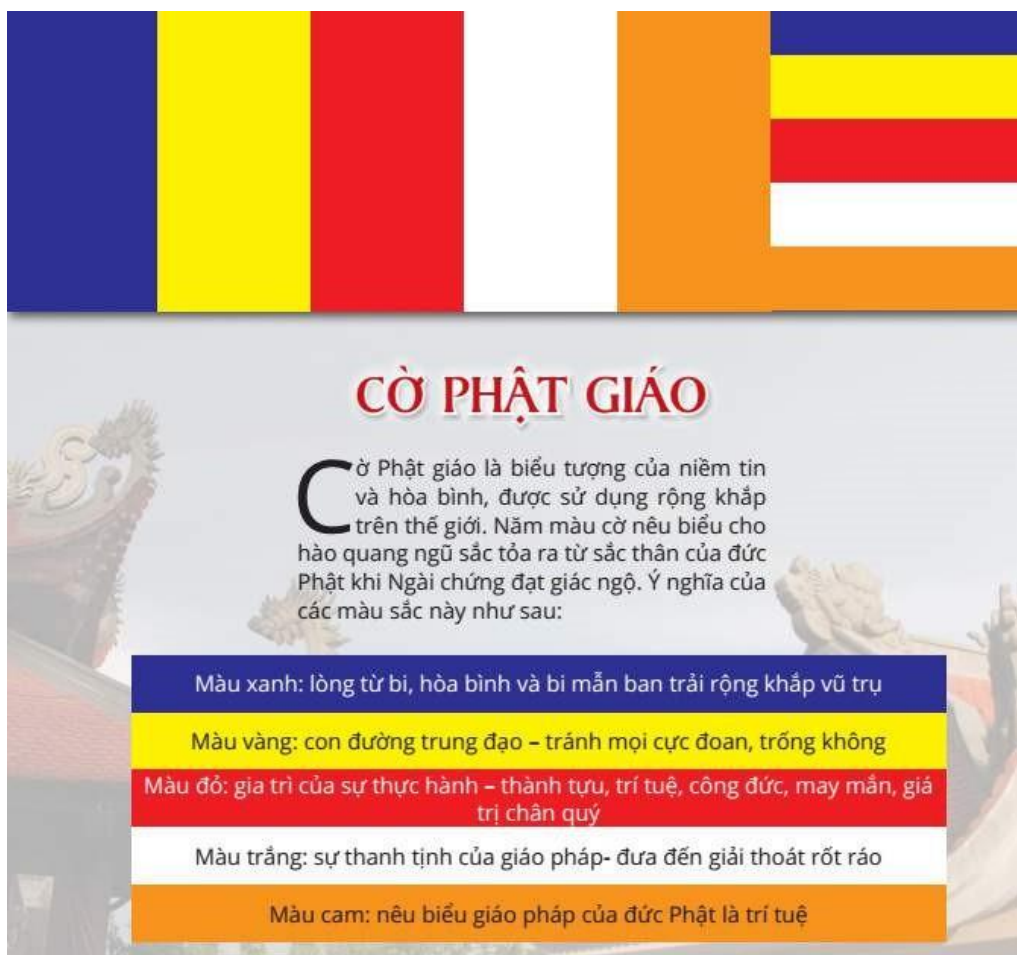 CỜ PHẬT GIÁO
Cờ Phật giáo là biểu tượng của niềm tin
và hòa bình, được sử dụng rộng khắp
trên thế giới. Năm màu cờ nêu biểu cho
hào quang ngũ sắc tỏa ra từ sắc thân của đức
Phật khi Ngài chứng đạt giác ngộ. Ý nghĩa của
các màu sắc này như sau:
Màu xanh: lòng từ bi, hòa bình và bi mẫn ban trải rộng khắp vũ trụ
Màu vàng: con đường trung đạo – tránh mọi cực đoan, trống không
Màu đỏ: gia trì của sự thực hành – thành tựu, trí tuệ, công đức, may mắn, giá
trị chân quý
Màu trắng: sự thanh tịnh của giáo pháp- đưa đến giải thoát rốt ráo
Màu cam: nêu biểu giáo pháp của đức Phật là trí tuệ